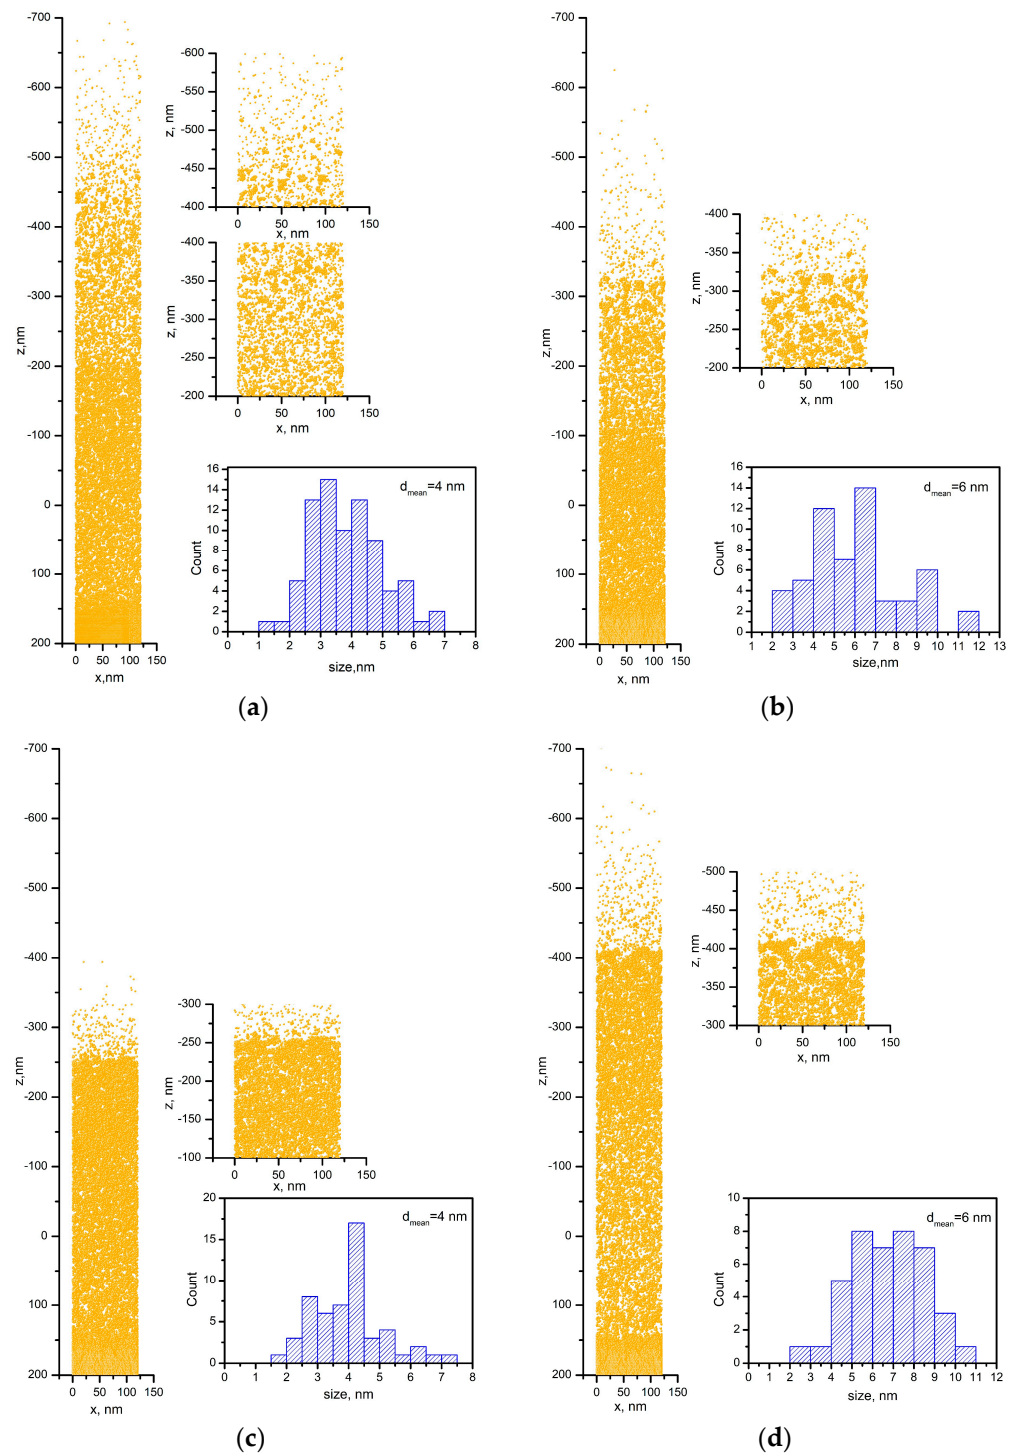 -700
-600
-500
-400
-300
-200
-100
0
100
200
z,nm
0 50 100 150
x,nm
-600
-550
-500
-450
-400
z, nm
0 50 100 150
x, nm
-400
-350
-300
-250
-200
z, nm
0 50 100 150
x, nm
16
14
12
10
8
6
4
2
0
Count
d_mean=4 nm
0 1 2 3 4 5 6 7 8
size,nm
(a)
-700
-600
-500
-400
-300
-200
-100
0
100
200
z,nm
0 50 100 150
x, nm
-400
-350
-300
-250
-200
z, nm
0 50 100 150
x, nm
16
14
12
10
8
6
4
2
0
Count
d_mean=6 nm
1 2 3 4 5 6 7 8 9 10 11 12 13
size,nm
(b)
-700
-600
-500
-400
-300
-200
-100
0
100
200
z,nm
0 50 100 150
x, nm
-300
-250
-200
-150
-100
z, nm
0 50 100 150
x, nm
20
15
10
5
0
Count
d_mean=4 nm
0 1 2 3 4 5 6 7 8
size, nm
(c)
-700
-600
-500
-400
-300
-200
-100
0
100
200
z,nm
0 50 100 150
x, nm
-500
-450
-400
-350
-300
z, nm
0 50 100 150
x, nm
10
8
6
4
2
0
Count
d_mean=6 nm
0 1 2 3 4 5 6 7 8 9 10 11 12
size, nm
(d)